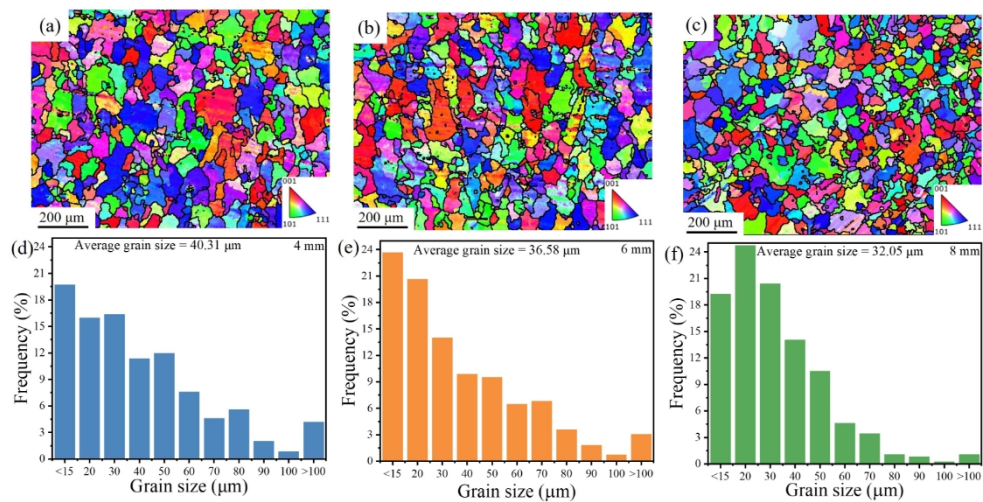 (a)
001
200 μm
101
111
(b)
001
200 μm
101
111
(c)
001
200 μm
101
111
(d)
Average grain size = 40.31 μm
4 mm
24
21
18
15
12
9
6
3
0
Frequency (%)
<15 20 30 40 50 60 70 80 90 100 >100
Grain size (μm)
(e)
Average grain size = 36.58 μm
6 mm
24
21
18
15
12
9
6
3
0
Frequency (%)
<15 20 30 40 50 60 70 80 90 100 >100
Grain size (μm)
(f)
Average grain size = 32.05 μm
8 mm
24
21
18
15
12
9
6
3
0
Frequency (%)
<15 20 30 40 50 60 70 80 90 100 >100
Grain size (μm)